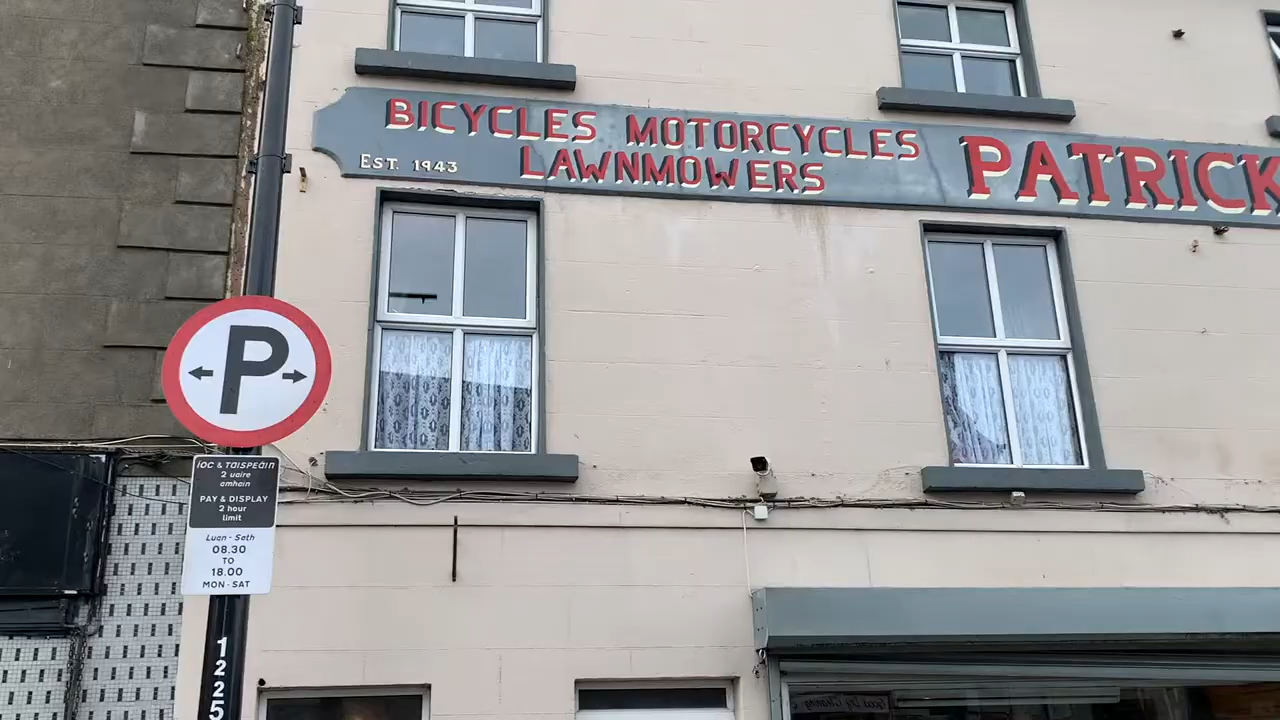 BICYCLES MOTORCYCLES
LAWNMOWERS
EST. 1943
PATRICK
P
ÍOC & TAISPEÁIN
2 uaire
amháin
PAY & DISPLAY
2 hour
limit
Luan - Sath
08.30
TO
18.00
MON - SAT
1225